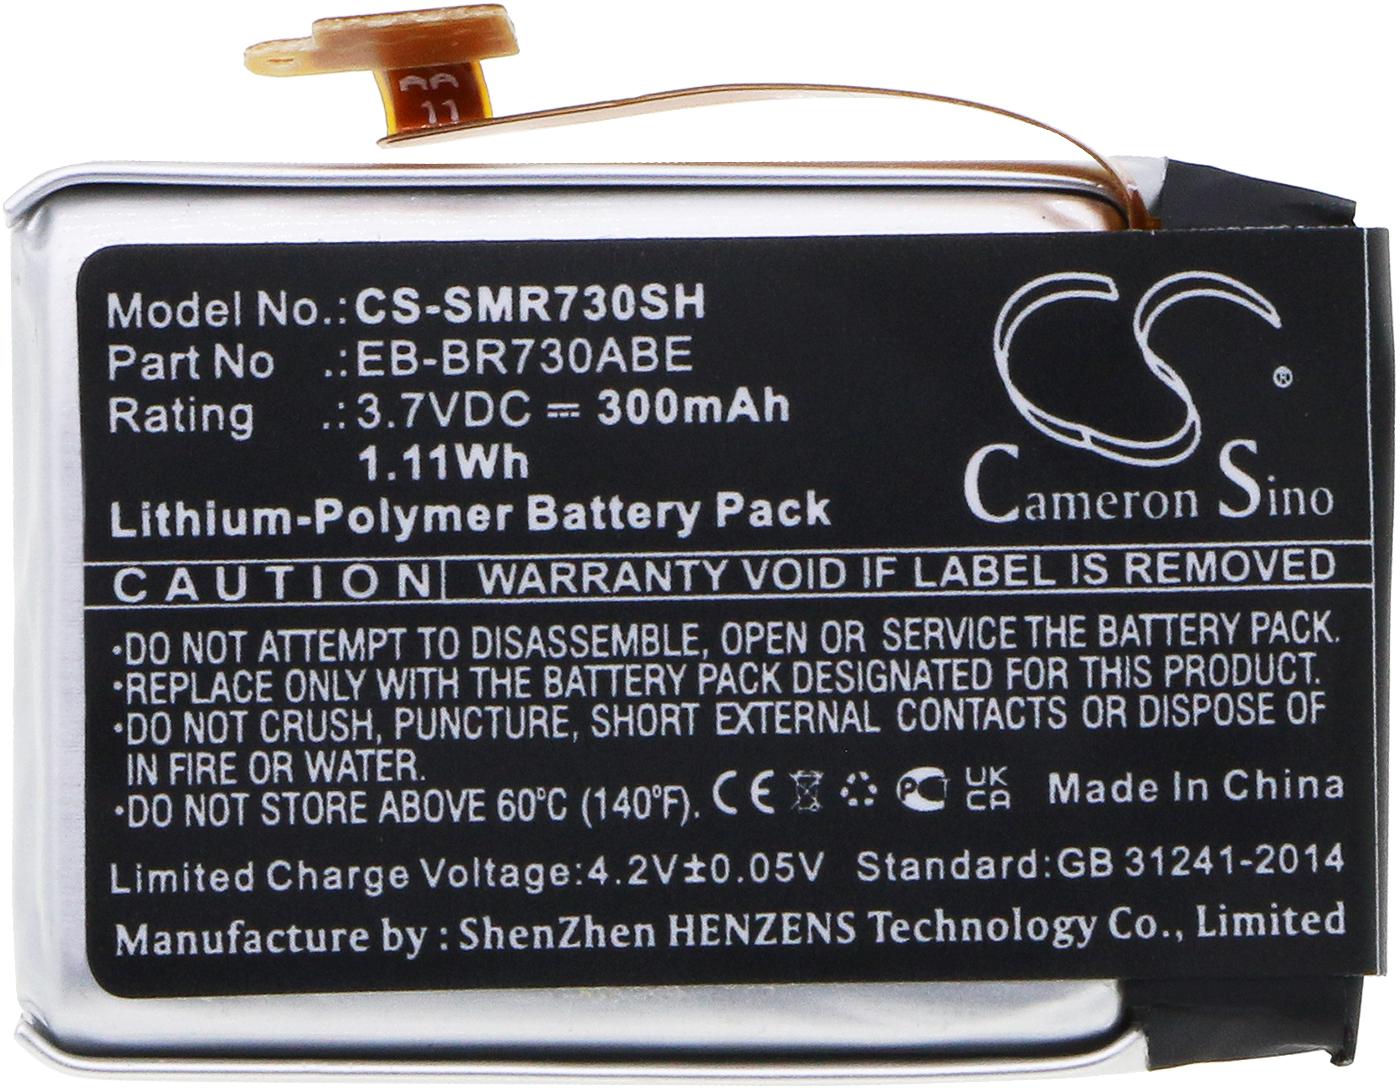 AA
11
Model No.:CS-SMR730SH
Part No .:EB-BR730ABE
Rating .:3.7VDC ⎓ 300mAh
1.11Wh
Lithium-Polymer Battery Pack
®
Cameron Sino
CAUTION WARRANTY VOID IF LABEL IS REMOVED
•DO NOT ATTEMPT TO DISASSEMBLE, OPEN OR SERVICE THE BATTERY PACK.
•REPLACE ONLY WITH THE BATTERY PACK DESIGNATED FOR THIS PRODUCT.
•DO NOT CRUSH, PUNCTURE, SHORT EXTERNAL CONTACTS OR DISPOSE OF
IN FIRE OR WATER.
•DO NOT STORE ABOVE 60°C (140°F). CE PC UK CA Made In China
Limited Charge Voltage:4.2V±0.05V Standard:GB 31241-2014
Manufacture by : ShenZhen HENZENS Technology Co., Limited